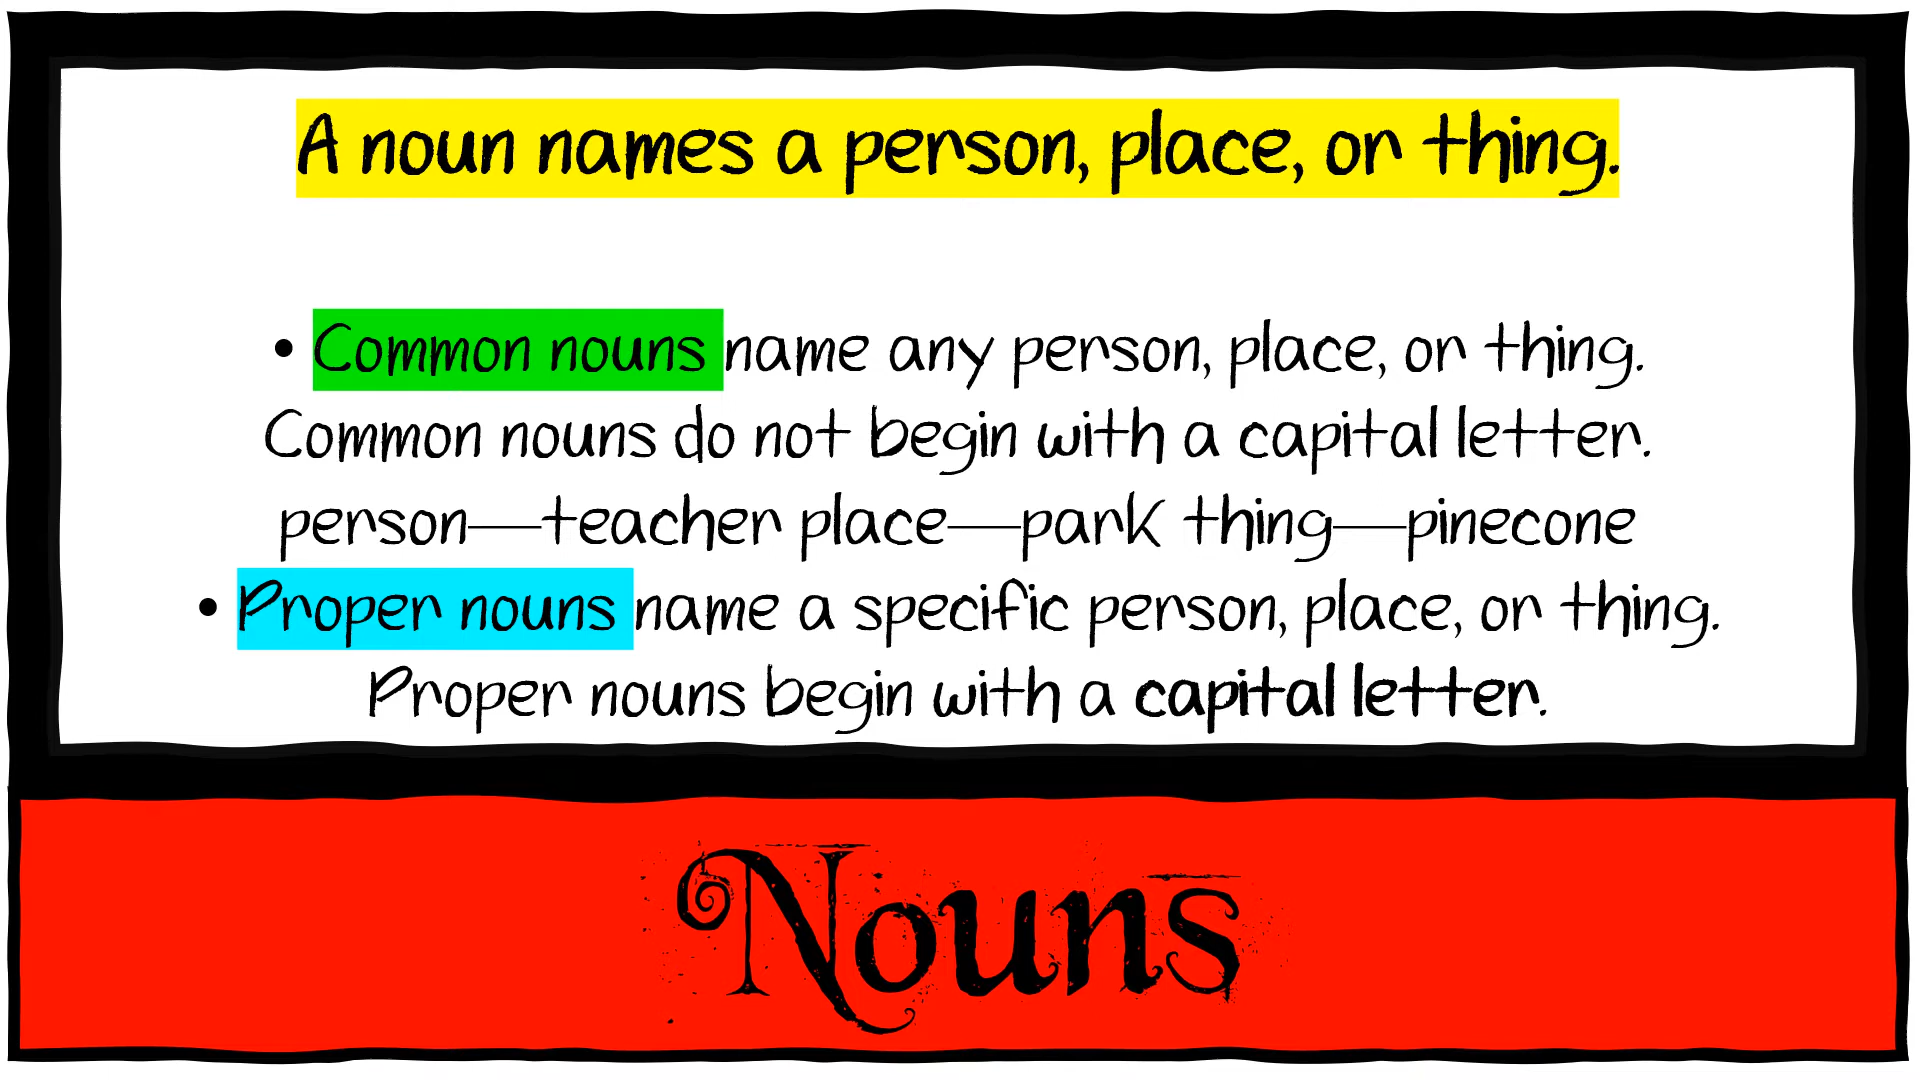 A noun names a person, place, or thing.
• Common nouns name any person, place, or thing.
Common nouns do not begin with a capital letter.
person—teacher place—park thing—pinecone
• Proper nouns name a specific person, place, or thing.
Proper nouns begin with a capital letter.
Nouns